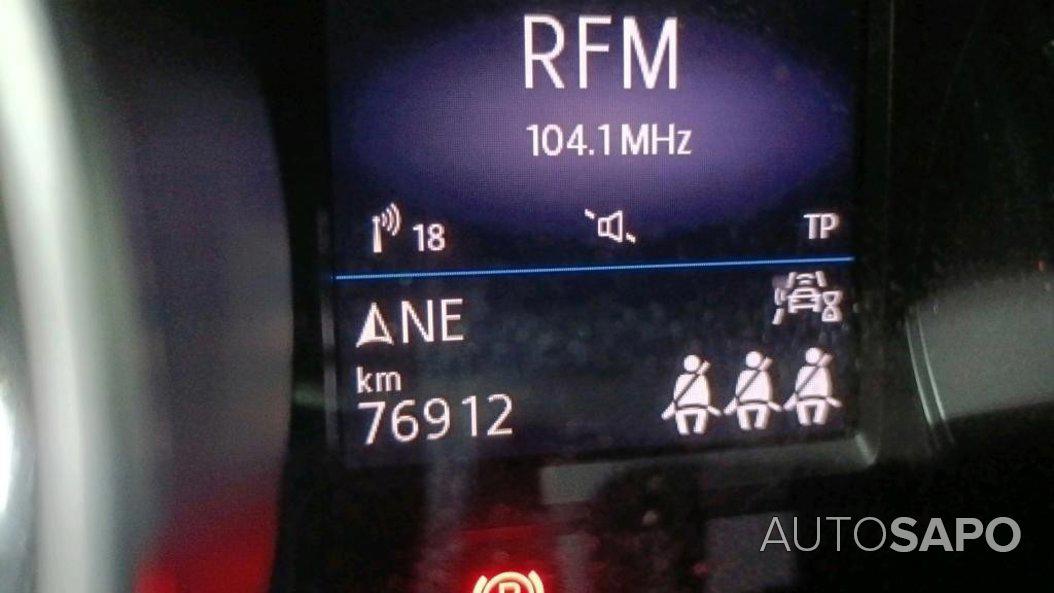 RFM
104.1 MHz
18
TP
NE
km
76912
P
AUTOSAPO